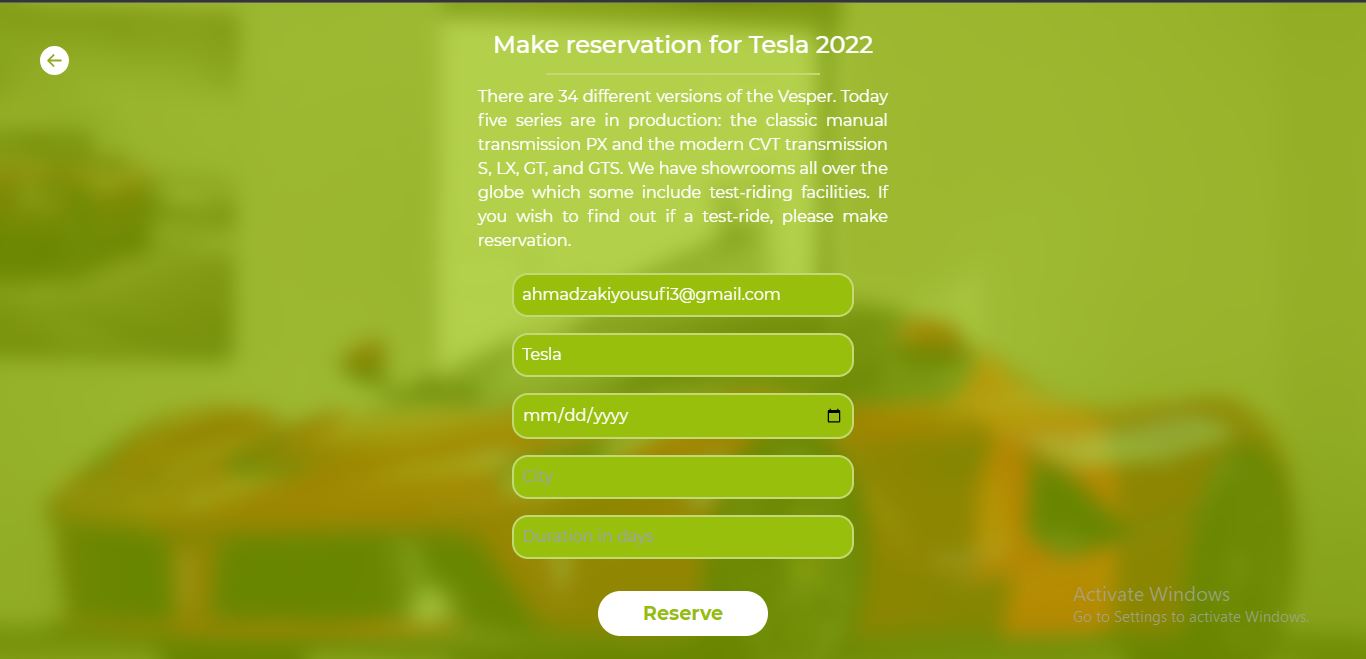 Make reservation for Tesla 2022
There are 34 different versions of the Vesper. Today
five series are in production: the classic manual
transmission PX and the modern CVT transmission
S, LX, GT, and GTS. We have showrooms all over the
globe which some include test-riding facilities. If
you wish to find out if a test-ride, please make
reservation.
ahmadzakiyousufi3@gmail.com
Tesla
mm/dd/yyyy
City
Duration in days
Reserve
Activate Windows
Go to Settings to activate Windows.